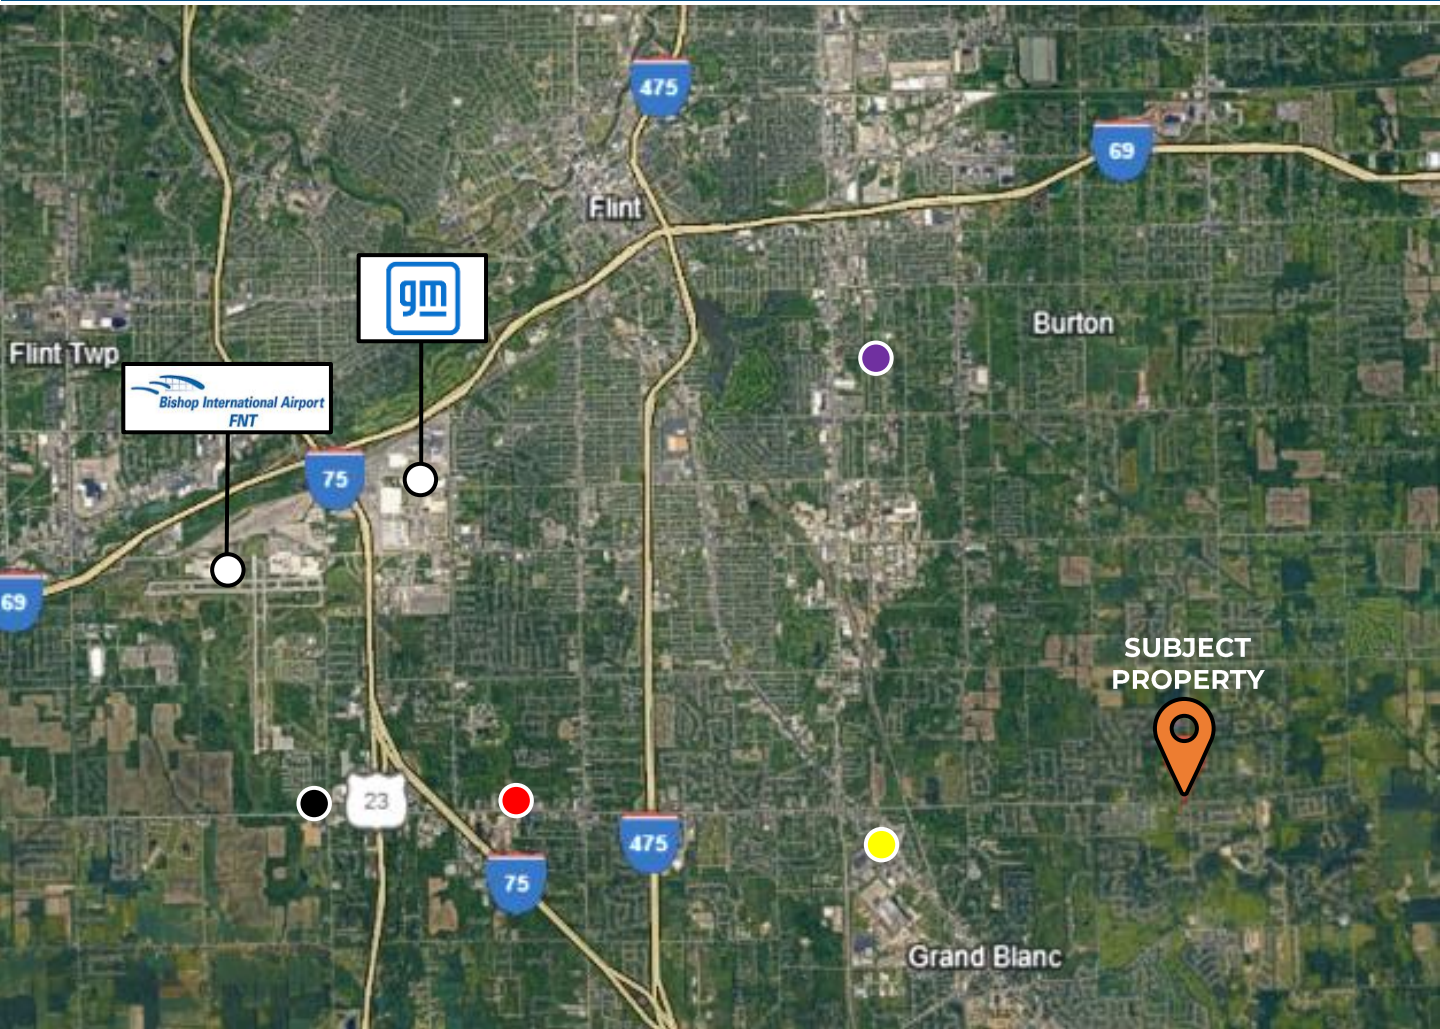 475
69
Flint
gm
Burton
Flint Twp
Bishop International Airport
FNT
75
69
SUBJECT
PROPERTY
23
475
75
Grand Blanc